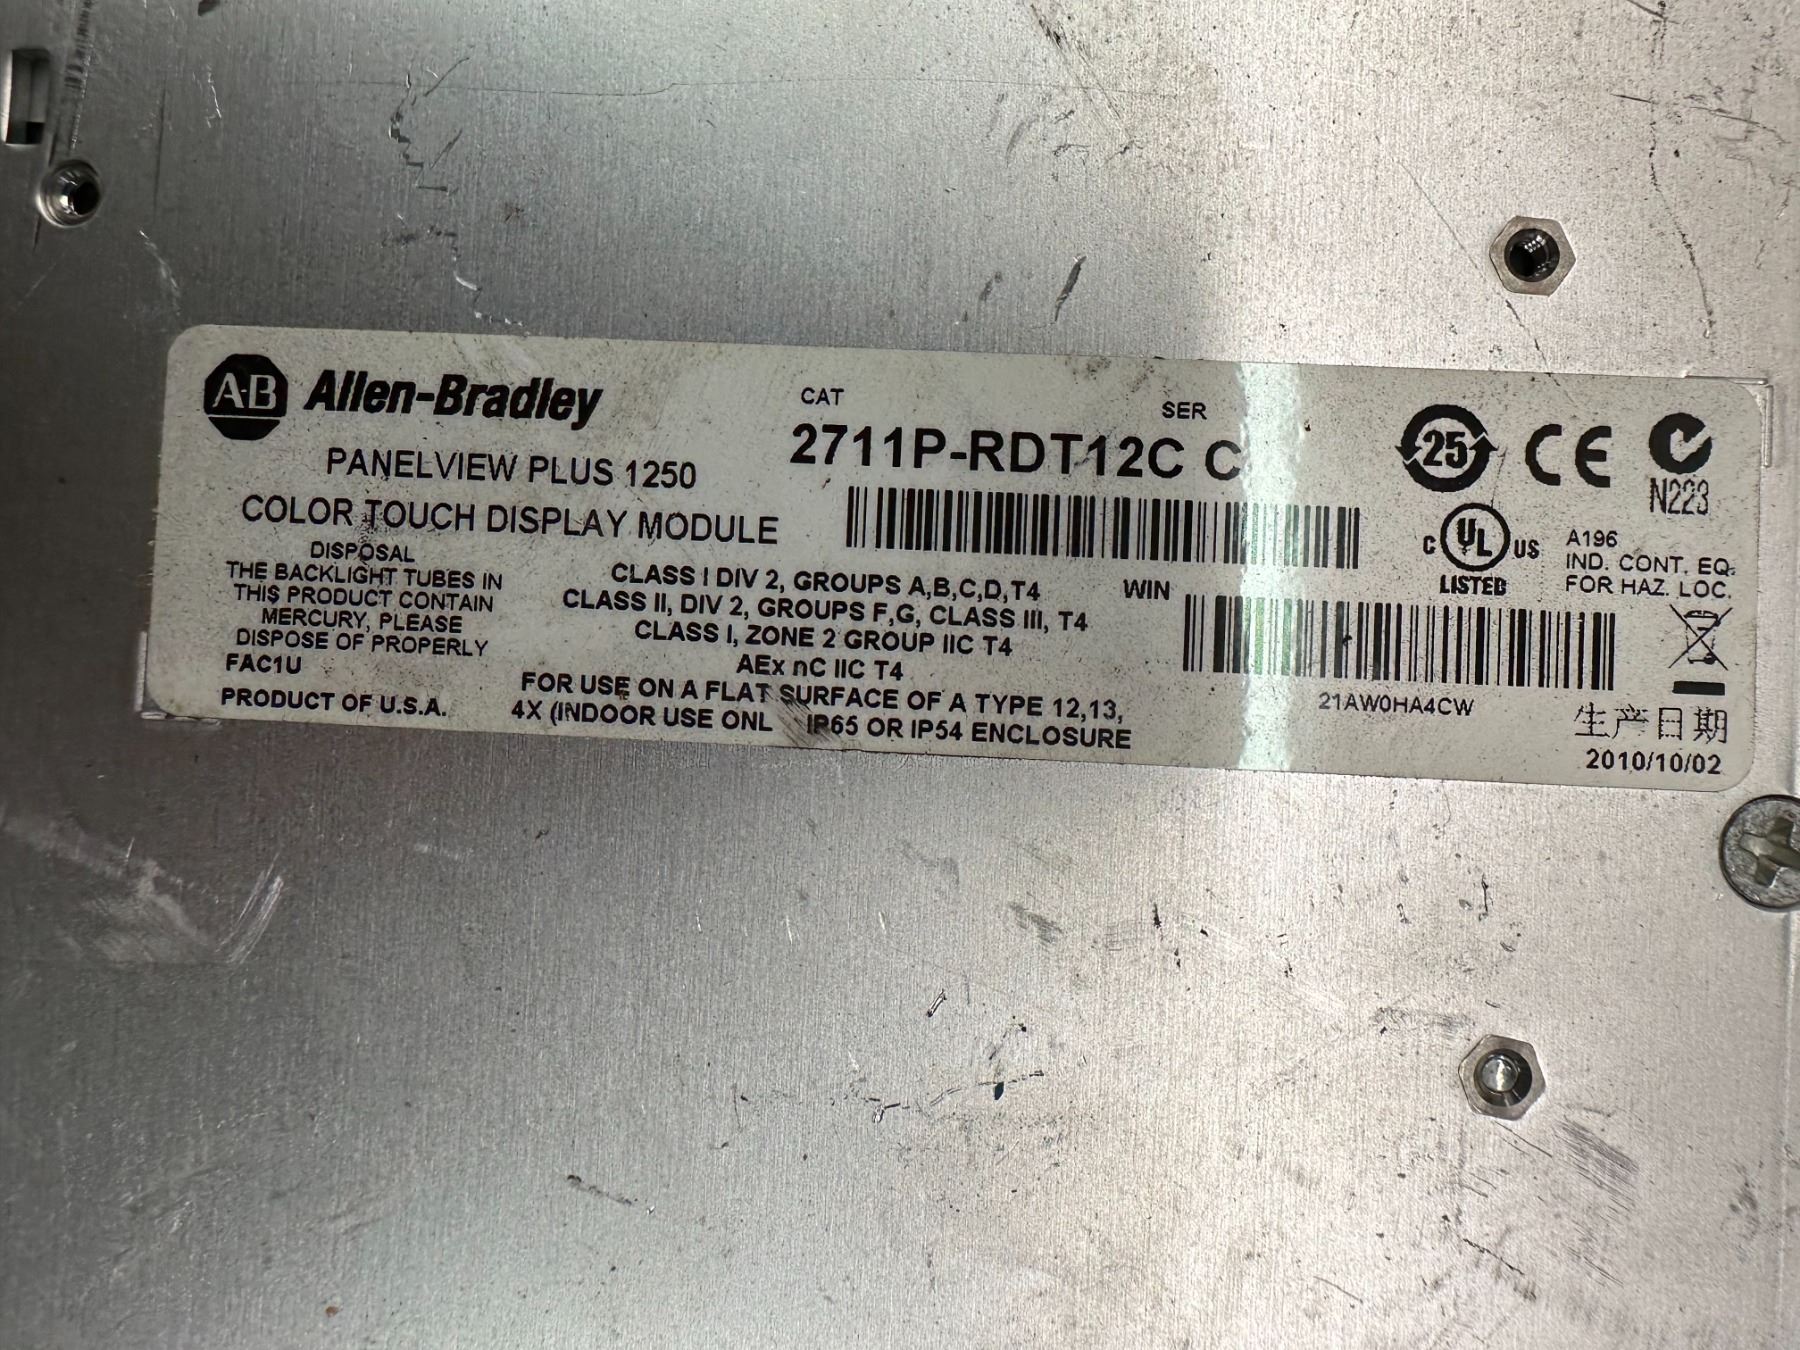 AB Allen-Bradley
PANELVIEW PLUS 1250
COLOR TOUCH DISPLAY MODULE
DISPOSAL
THE BACKLIGHT TUBES IN
THIS PRODUCT CONTAIN
MERCURY, PLEASE
DISPOSE OF PROPERLY
FAC1U
PRODUCT OF U.S.A.
CAT
SER
2711P-RDT12C C
CLASS I DIV 2, GROUPS A,B,C,D,T4
CLASS II, DIV 2, GROUPS F,G, CLASS III, T4
CLASS I, ZONE 2 GROUP IIC T4
AEx nC IIC T4
FOR USE ON A FLAT SURFACE OF A TYPE 12,13,
4X (INDOOR USE ONL IP65 OR IP54 ENCLOSURE
WIN
21AW0HA4CW
25
CE
N223
C UL US
LISTED
A196
IND. CONT. EQ.
FOR HAZ. LOC.
生产日期
2010/10/02